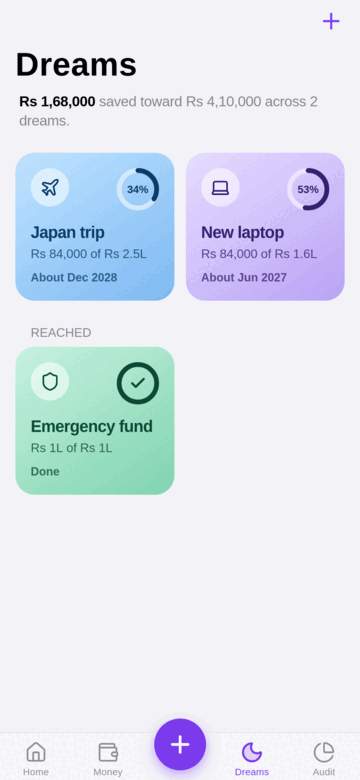 Dreams
Rs 1,68,000 saved toward Rs 4,10,000 across 2
dreams.
34%
Japan trip
Rs 84,000 of Rs 2.5L
About Dec 2028
53%
New laptop
Rs 84,000 of Rs 1.6L
About Jun 2027
REACHED
Emergency fund
Rs 1L of Rs 1L
Done
Home
Money
Dreams
Audit